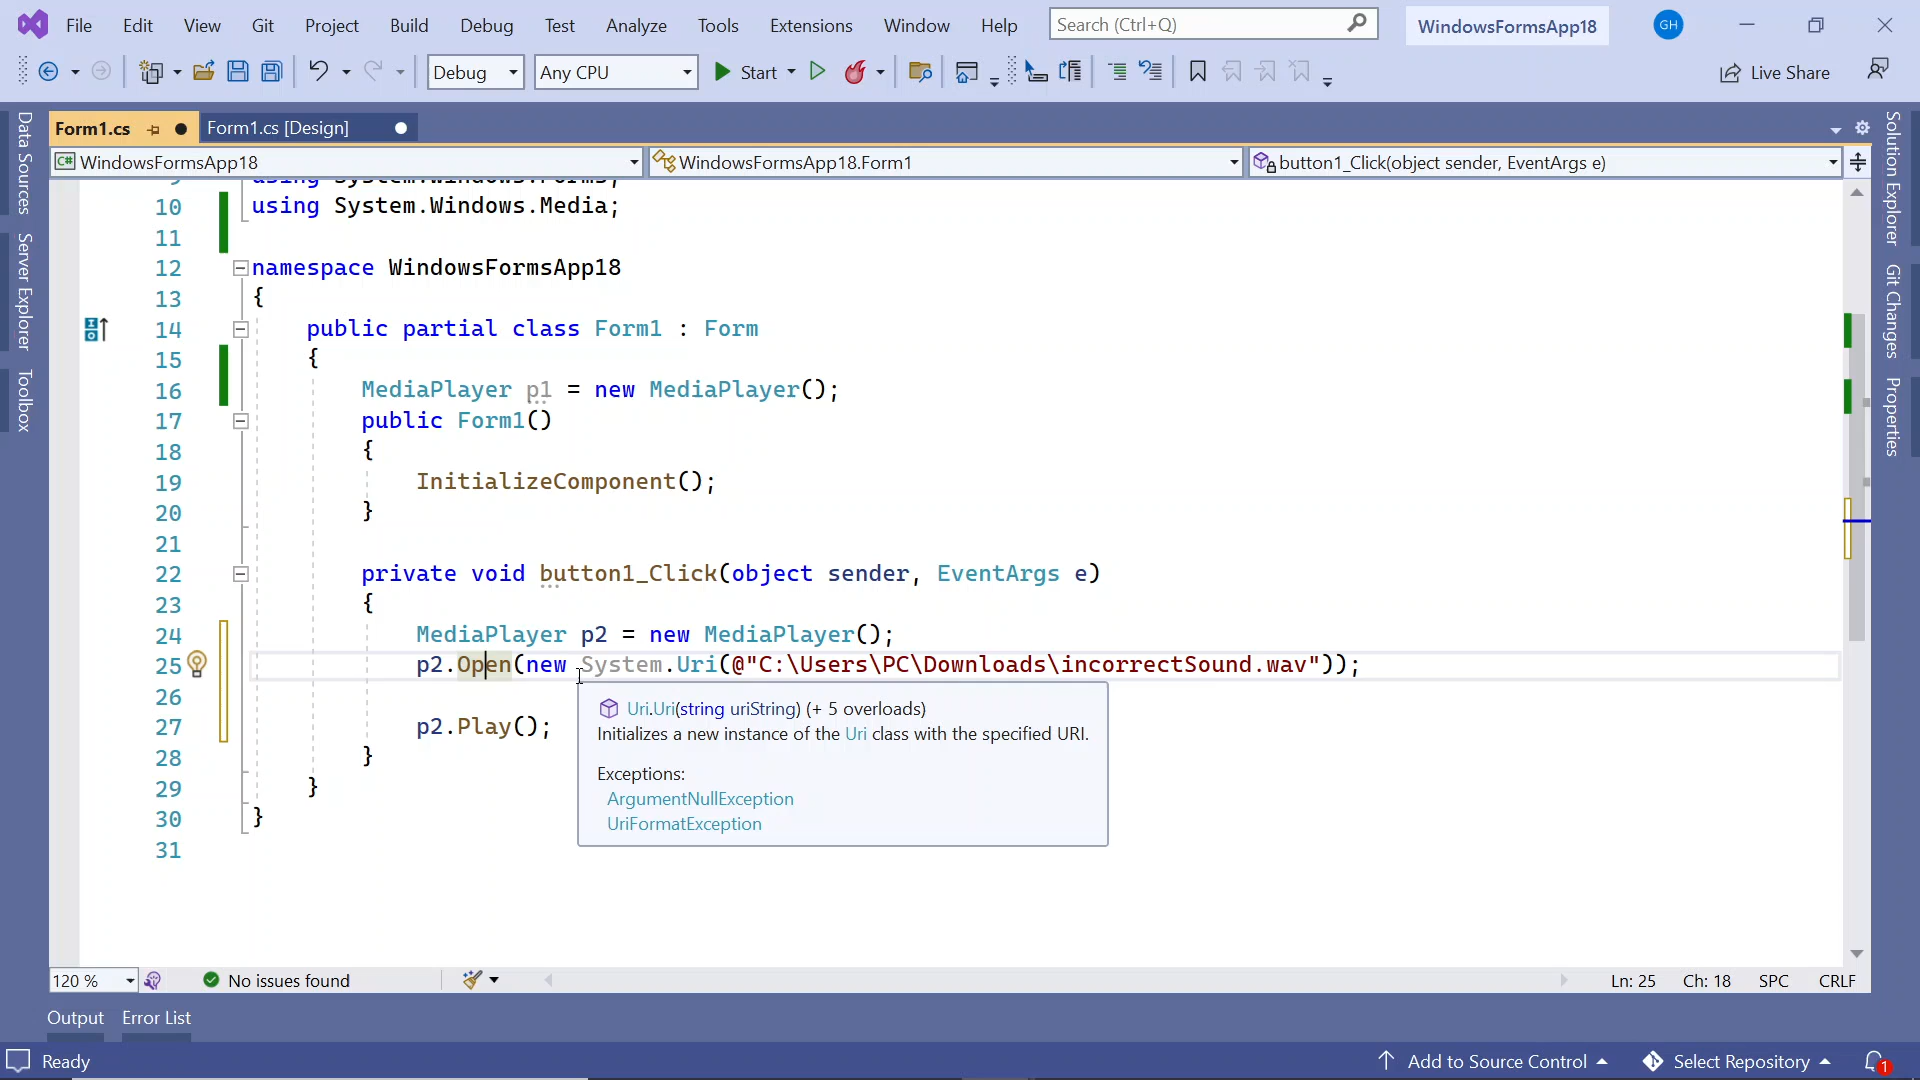 File Edit View Git Project Build Debug Test Analyze Tools Extensions Window Help Search (Ctrl+Q) WindowsFormsApp18 GH
Debug Any CPU Start Live Share
Form1.cs Form1.cs [Design]
C# WindowsFormsApp18 WindowsFormsApp18.Form1 button1_Click(object sender, EventArgs e)
Data Sources
Server Explorer
Toolbox
9 using System.Windows.Forms;
10 using System.Windows.Media;
11
12 namespace WindowsFormsApp18
13 {
14 public partial class Form1 : Form
15 {
16 MediaPlayer p1 = new MediaPlayer();
17 public Form1()
18 {
19 InitializeComponent();
20 }
21
22 private void button1_Click(object sender, EventArgs e)
23 {
24 MediaPlayer p2 = new MediaPlayer();
25 p2.Open(new System.Uri(@"C:\Users\PC\Downloads\incorrectSound.wav"));
26
27 p2.Play();
28 }
29 }
30 }
31
Uri.Uri(string uriString) (+ 5 overloads)
Initializes a new instance of the Uri class with the specified URI.
Exceptions:
ArgumentNullException
UriFormatException
Solution Explorer
Git Changes
Properties
120 % No issues found Ln: 25 Ch: 18 SPC CRLF
Output Error List
Ready Add to Source Control Select Repository 1